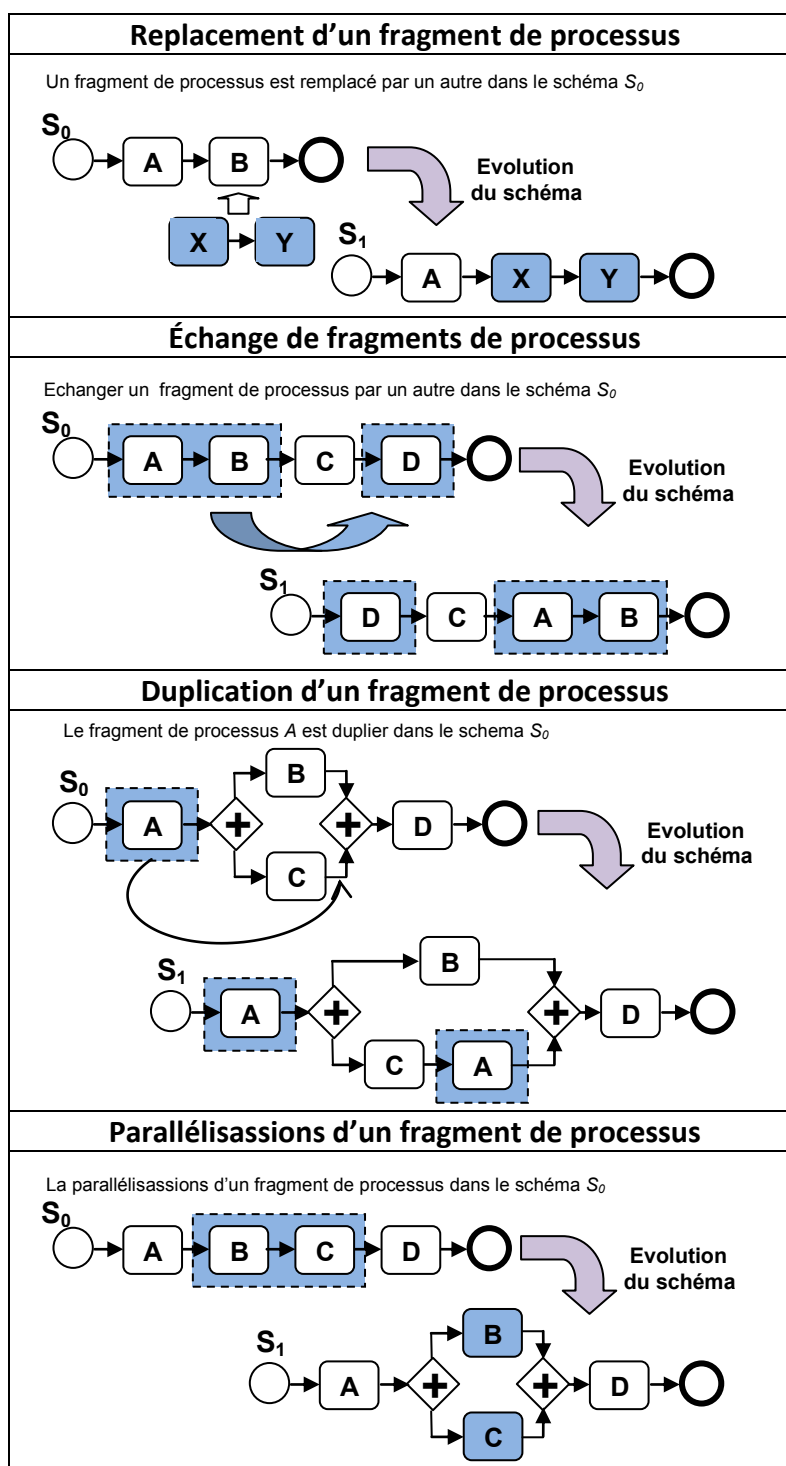 Replacement d’un fragment de processus
Un fragment de processus est remplacé par un autre dans le schéma S0
S0
A B
Evolution
du schéma
X Y
S1
A X Y
Échange de fragments de processus
Echanger un fragment de processus par un autre dans le schéma S0
S0
A B C D
Evolution
du schéma
S1
D C A B
Duplication d’un fragment de processus
Le fragment de processus A est duplier dans le schema S0
B
S0
A + + D
Evolution
du schéma
C
S1
B
A + + D
C A
Parallélisassions d’un fragment de processus
La parallélisassions d’un fragment de processus dans le schéma S0
S0
A B C D
Evolution
du schéma
B
S1
A + + D
C